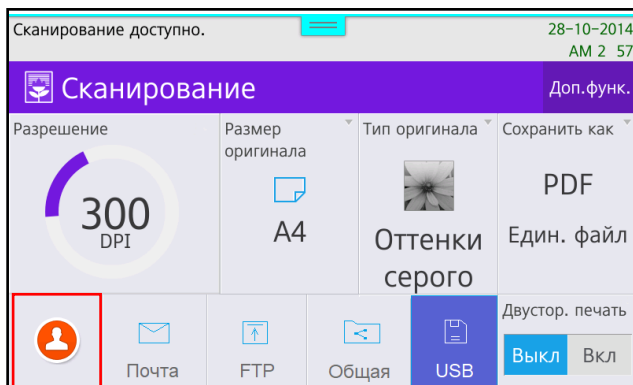 Сканирование доступно.
28-10-2014
AM 2 57
Сканирование
Доп.функ.
Разрешение
300
DPI
Размер
оригинала
A4
Тип оригинала
Оттенки
серого
Сохранить как
PDF
Един. файл
Почта
FTP
Общая
USB
Двустор. печать
Выкл
Вкл